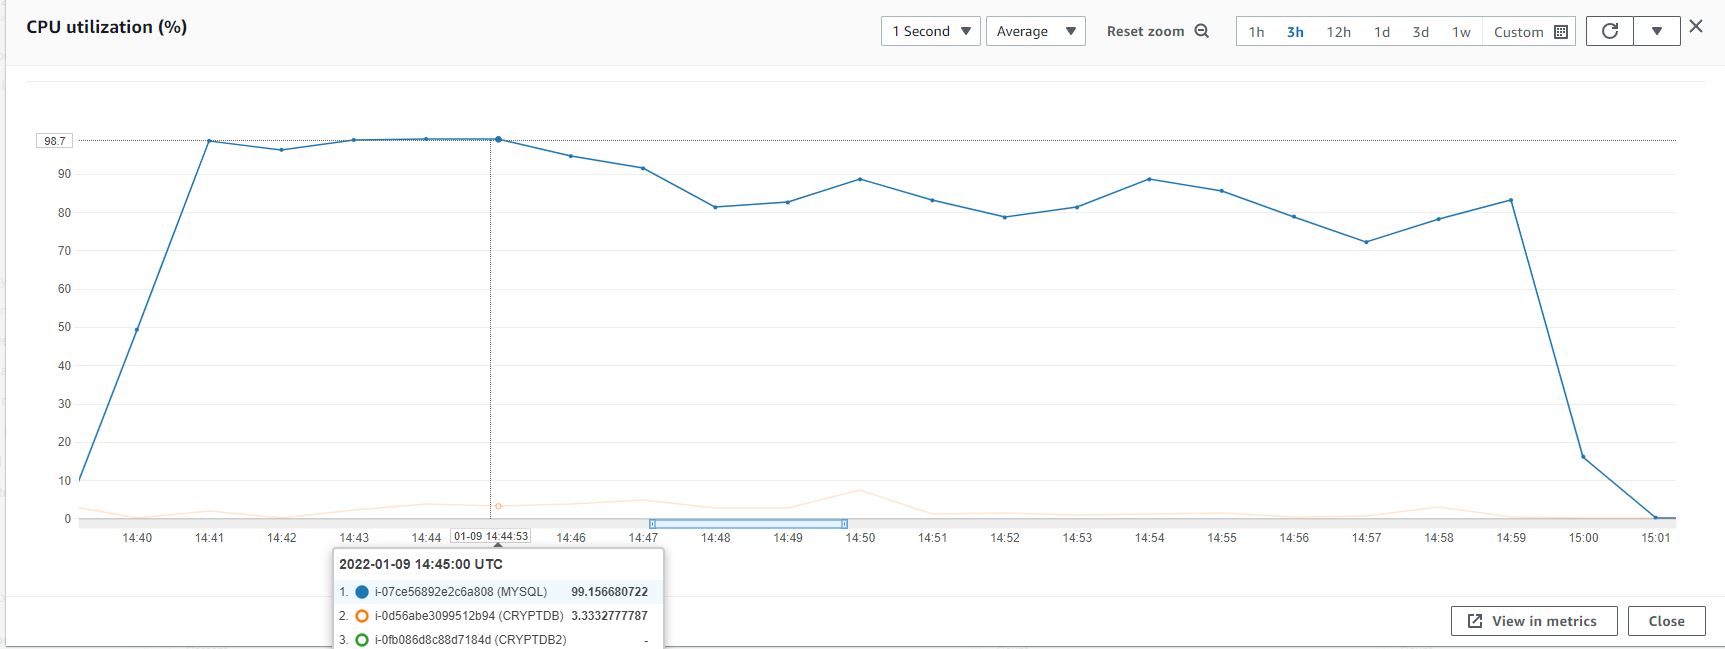 CPU utilization (%)
1 Second ▼ Average ▼ Reset zoom 1h 3h 12h 1d 3d 1w Custom
98.7
90
80
70
60
50
40
30
20
10
0
14:40 14:41 14:42 14:43 14:44 01-09 14:44:53 14:46 14:47 14:48 14:49 14:50 14:51 14:52 14:53 14:54 14:55 14:56 14:57 14:58 14:59 15:00 15:01
2022-01-09 14:45:00 UTC
1. i-07ce56892e2c6a808 (MYSQL) 99.156680722
2. i-0d56abe3099512b94 (CRYPTDB) 3.3332777787
3. i-0fb086d8c88d7184d (CRYPTDB2) -
View in metrics Close